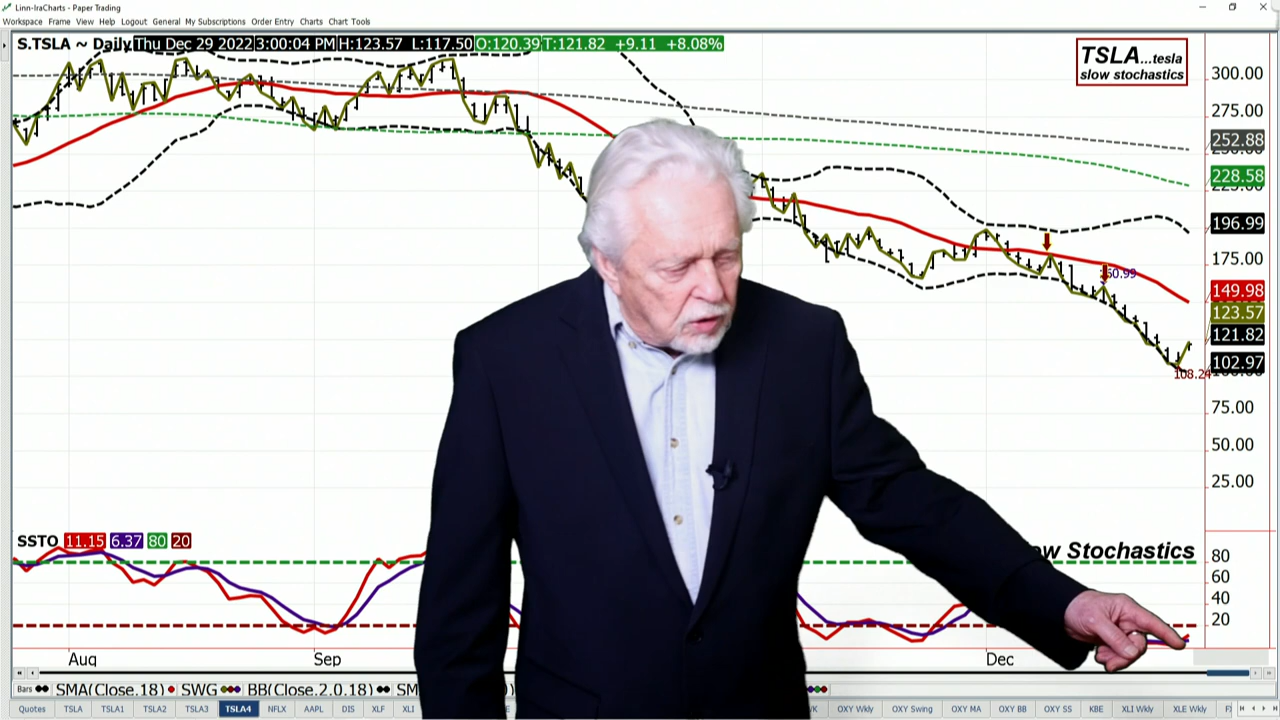 Linn-IraCharts - Paper Trading
Workspace Frame View Help Logout General My Subscriptions Order Entry Charts Chart Tools
S.TSLA ~ Daily Thu Dec 29 2022 3:00:04 PM H:123.57 L:117.50 O:120.39 T:121.82 +9.11 +8.08%
TSLA...tesla
slow stochastics
300.00
275.00
252.88
228.58
196.99
175.00
160.99
149.98
123.57
121.82
102.97
108.24
75.00
50.00
25.00
SSTO 11.15 6.37 80 20
Stochastics
80
60
40
20
Aug Sep Dec
Bars SMA(Close,18) SWG BB(Close,2.0,18)
Quotes TSLA TSLA1 TSLA2 TSLA3 TSLA4 NFLX AAPL DIS XLF XLI OXY Wkly OXY Swing OXY MA OXY BB OXY SS KBE XLI Wkly XLE Wkly